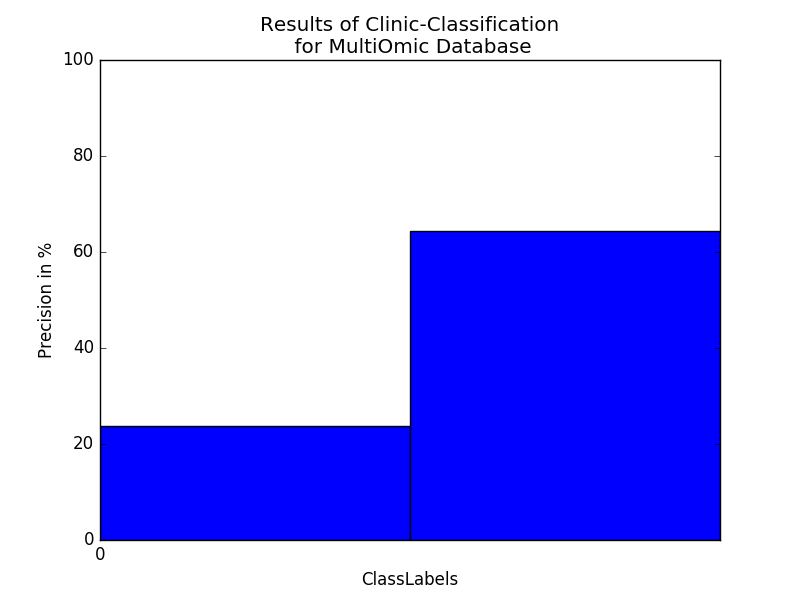 Results of Clinic-Classification
for MultiOmic Database
100
80
60
40
20
0
0
Precision in %
ClassLabels